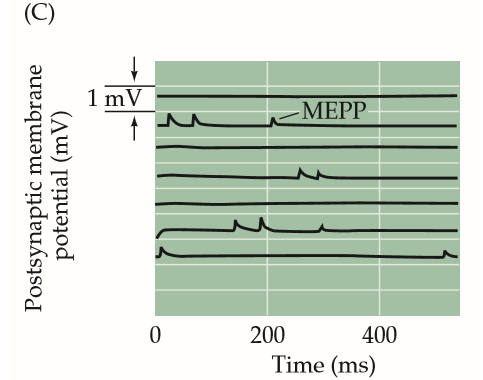 (C)
Postsynaptic membrane
potential (mV)
1 mV
MEPP
0 200 400
Time (ms)